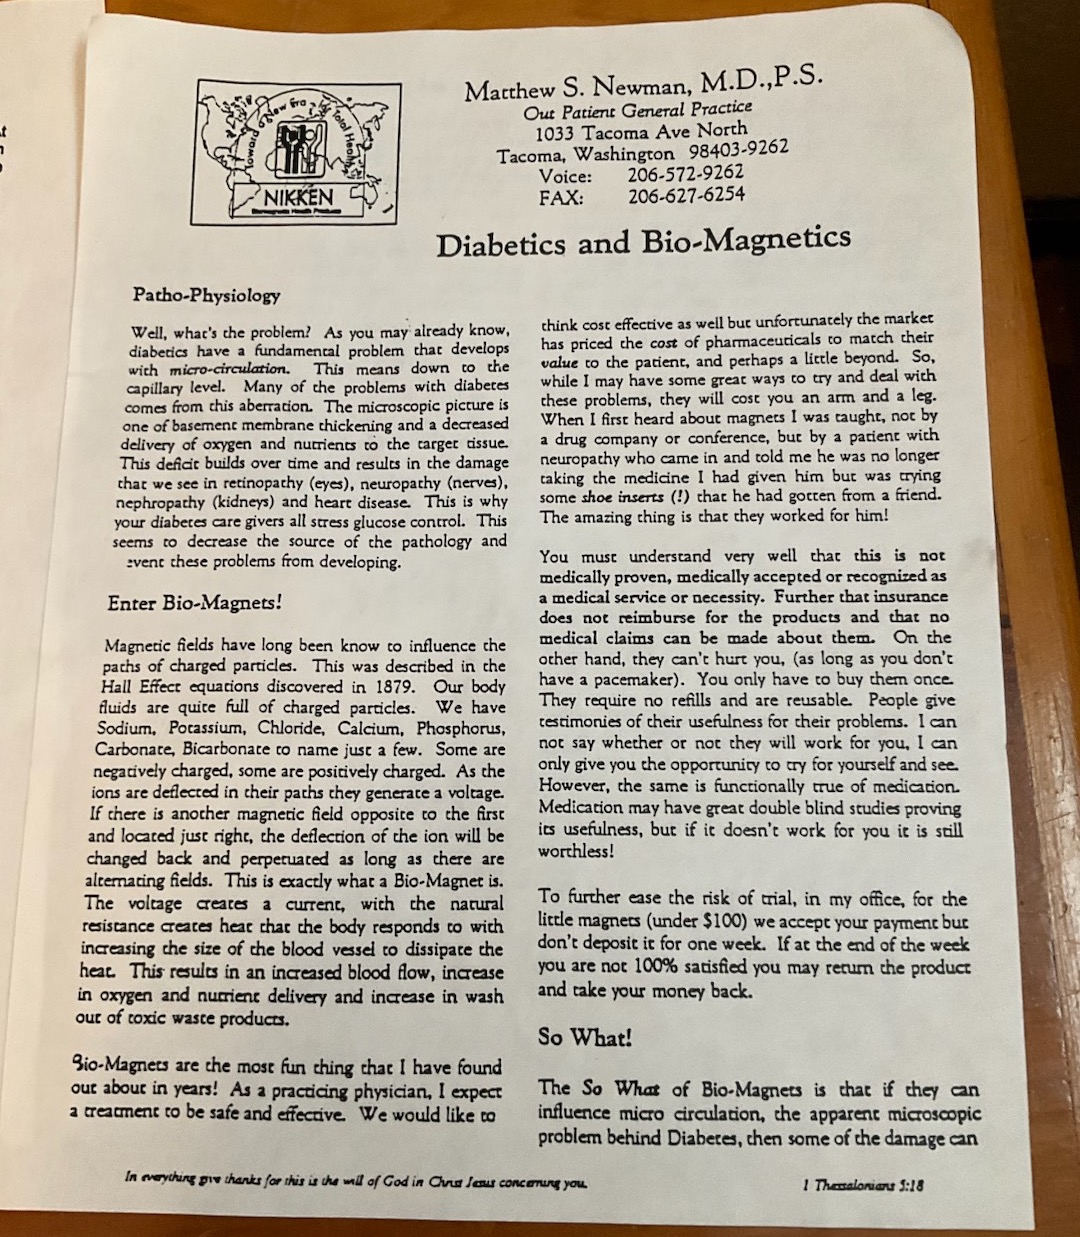 Toward a New Era of Total Health
NIKKEN
Biomagnetic Health Products
Matthew S. Newman, M.D.,P.S.
Out Patient General Practice
1033 Tacoma Ave North
Tacoma, Washington 98403-9262
Voice: 206-572-9262
FAX: 206-627-6254
Diabetics and Bio-Magnetics
Patho-Physiology
Well, what's the problem? As you may already know,
diabetics have a fundamental problem that develops
with micro-circulation. This means down to the
capillary level. Many of the problems with diabetes
comes from this aberration. The microscopic picture is
one of basement membrane thickening and a decreased
delivery of oxygen and nutrients to the target tissue.
This deficit builds over time and results in the damage
that we see in retinopathy (eyes), neuropathy (nerves),
nephropathy (kidneys) and heart disease. This is why
your diabetes care givers all stress glucose control. This
seems to decrease the source of the pathology and
event these problems from developing.
Enter Bio-Magnets!
Magnetic fields have long been know to influence the
paths of charged particles. This was described in the
Hall Effect equations discovered in 1879. Our body
fluids are quite full of charged particles. We have
Sodium, Potassium, Chloride, Calcium, Phosphorus,
Carbonate, Bicarbonate to name just a few. Some are
negatively charged, some are positively charged. As the
ions are deflected in their paths they generate a voltage.
If there is another magnetic field opposite to the first
and located just right, the deflection of the ion will be
changed back and perpetuated as long as there are
alternating fields. This is exactly what a Bio-Magnet is.
The voltage creates a current, with the natural
resistance creates heat that the body responds to with
increasing the size of the blood vessel to dissipate the
heat. This results in an increased blood flow, increase
in oxygen and nutrient delivery and increase in wash
out of toxic waste products.
Bio-Magnets are the most fun thing that I have found
out about in years! As a practicing physician, I expect
a treatment to be safe and effective. We would like to
think cost effective as well but unfortunately the market
has priced the cost of pharmaceuticals to match their
value to the patient, and perhaps a little beyond. So,
while I may have some great ways to try and deal with
these problems, they will cost you an arm and a leg.
When I first heard about magnets I was taught, not by
a drug company or conference, but by a patient with
neuropathy who came in and told me he was no longer
taking the medicine I had given him but was trying
some shoe inserts (!) that he had gotten from a friend.
The amazing thing is that they worked for him!
You must understand very well that this is not
medically proven, medically accepted or recognized as
a medical service or necessity. Further that insurance
does not reimburse for the products and that no
medical claims can be made about them. On the
other hand, they can't hurt you, (as long as you don't
have a pacemaker). You only have to buy them once.
They require no refills and are reusable. People give
testimonies of their usefulness for their problems. I can
not say whether or not they will work for you, I can
only give you the opportunity to try for yourself and see.
However, the same is functionally true of medication.
Medication may have great double blind studies proving
its usefulness, but if it doesn't work for you it is still
worthless!
To further ease the risk of trial, in my office, for the
little magnets (under $100) we accept your payment but
don't deposit it for one week. If at the end of the week
you are not 100% satisfied you may return the product
and take your money back.
So What!
The So What of Bio-Magnets is that if they can
influence micro circulation, the apparent microscopic
problem behind Diabetes, then some of the damage can
In everything give thanks for this is the will of God in Christ Jesus concerning you.
1 Thessalonians 5:18